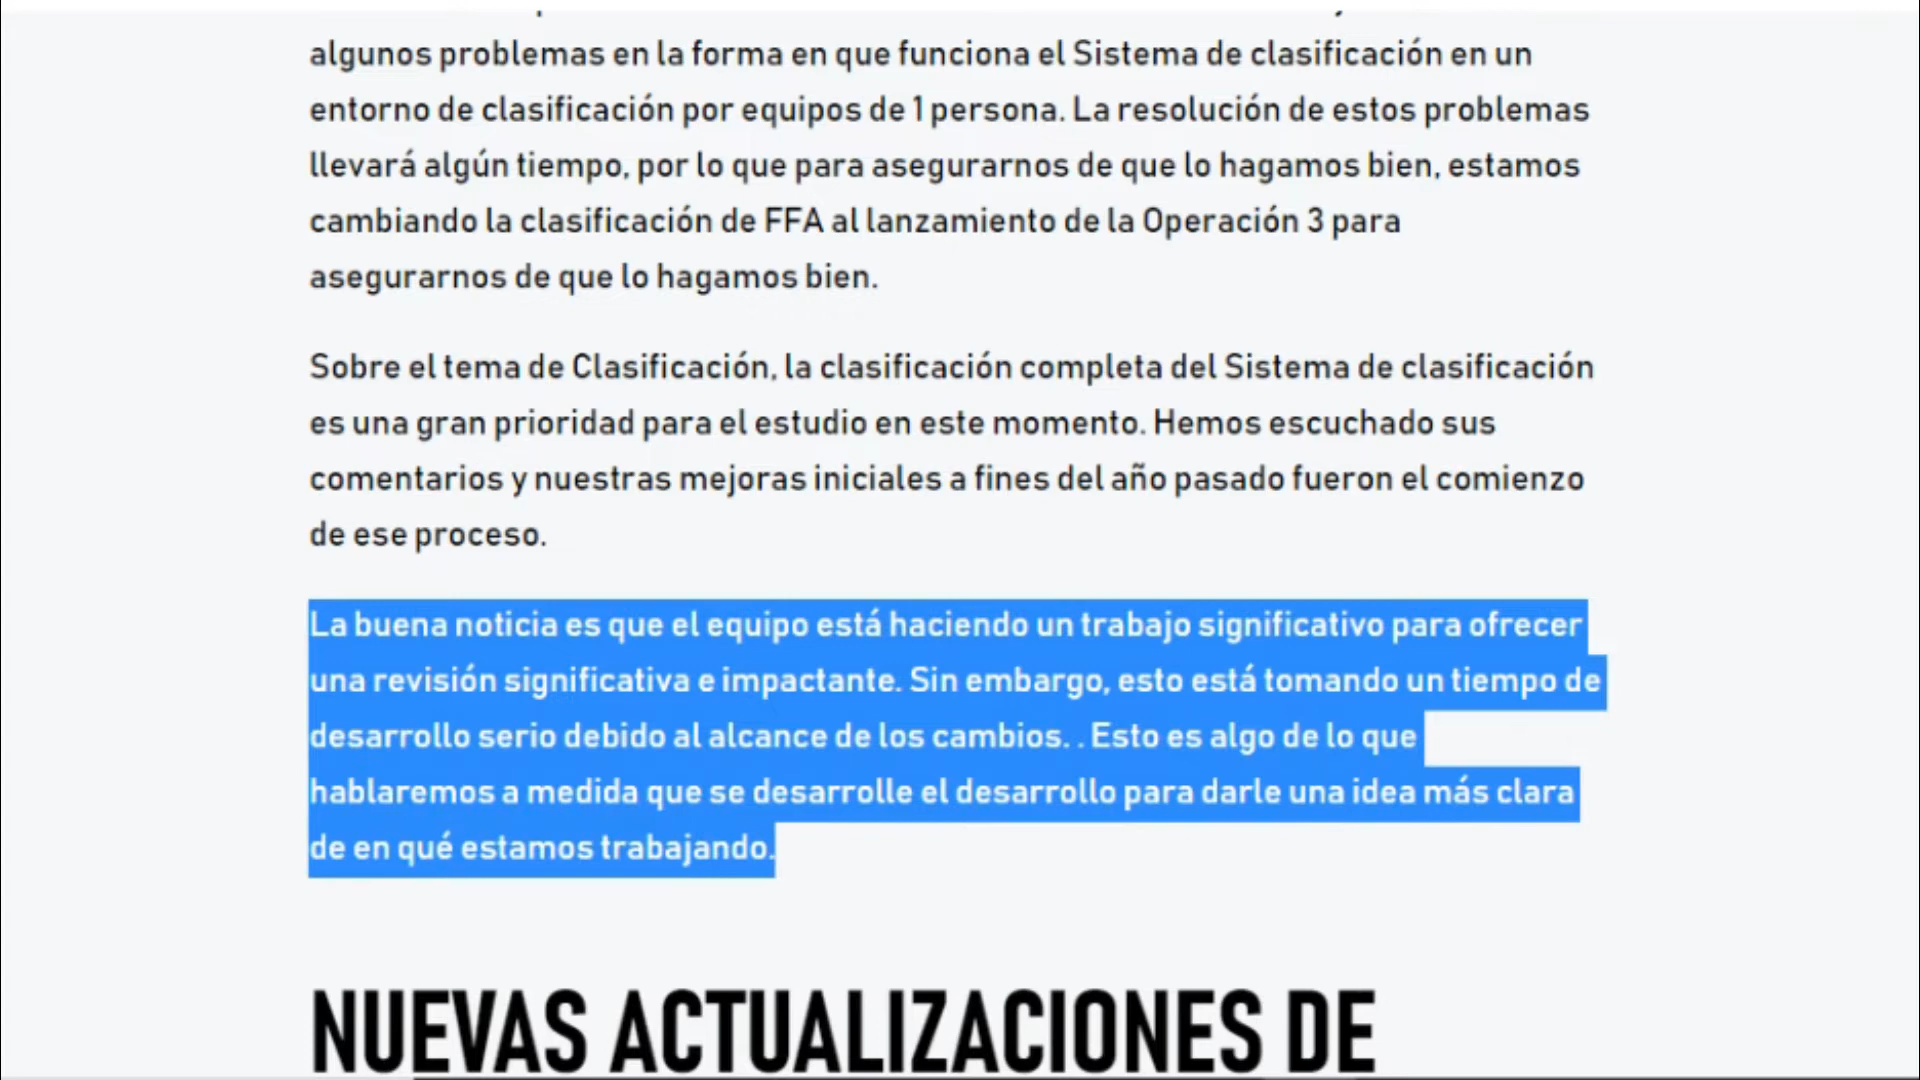 algunos problemas en la forma en que funciona el Sistema de clasificación en un
entorno de clasificación por equipos de 1 persona. La resolución de estos problemas
llevará algún tiempo, por lo que para asegurarnos de que lo hagamos bien, estamos
cambiando la clasificación de FFA al lanzamiento de la Operación 3 para
asegurarnos de que lo hagamos bien.
Sobre el tema de Clasificación, la clasificación completa del Sistema de clasificación
es una gran prioridad para el estudio en este momento. Hemos escuchado sus
comentarios y nuestras mejoras iniciales a fines del año pasado fueron el comienzo
de ese proceso.
La buena noticia es que el equipo está haciendo un trabajo significativo para ofrecer
una revisión significativa e impactante. Sin embargo, esto está tomando un tiempo de
desarrollo serio debido al alcance de los cambios. . Esto es algo de lo que
hablaremos a medida que se desarrolle el desarrollo para darle una idea más clara
de en qué estamos trabajando.
NUEVAS ACTUALIZACIONES DE